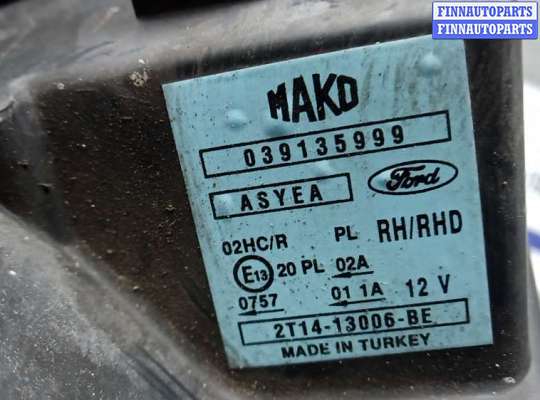 FINNAUTOPARTS
FINNAUTOPARTS
MAKO
039135999
ASYEA Ford
02HC/R PL RH/RHD
E13 20 PL 02A
0757 01 1A 12 V
2T14-13006-BE
MADE IN TURKEY